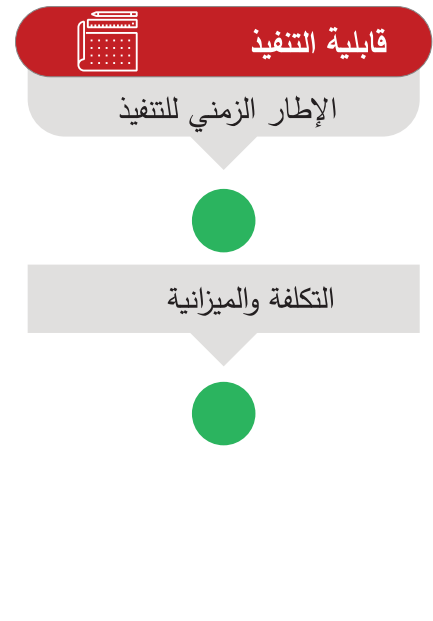 قابلية التنفيذ
الإطار الزمني للتنفيذ
التكلفة والميزانية